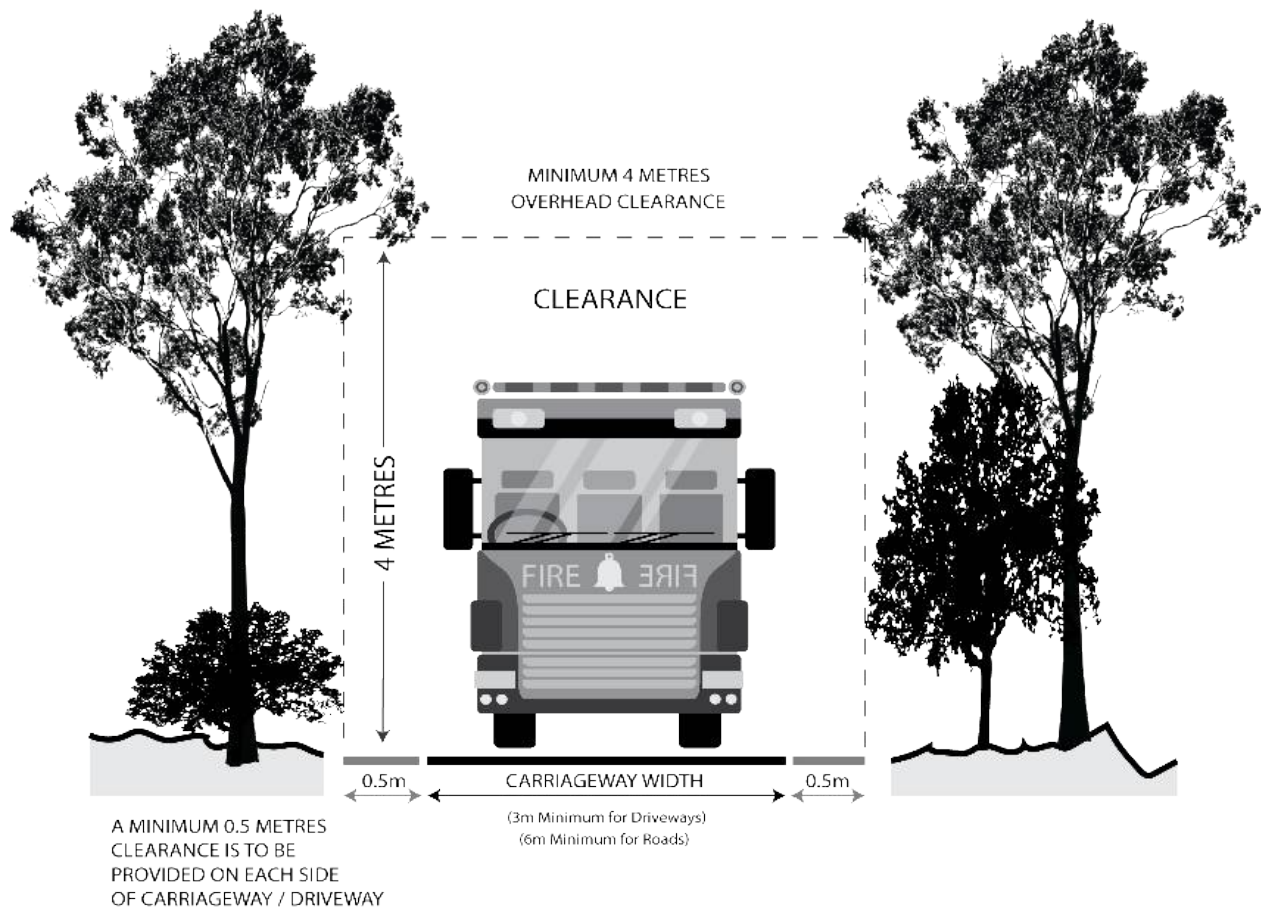 MINIMUM 4 METRES
OVERHEAD CLEARANCE
CLEARANCE
4 METRES
FIRE FIRE
0.5m
CARRIAGEWAY WIDTH
0.5m
(3m Minimum for Driveways)
(6m Minimum for Roads)
A MINIMUM 0.5 METRES
CLEARANCE IS TO BE
PROVIDED ON EACH SIDE
OF CARRIAGEWAY / DRIVEWAY